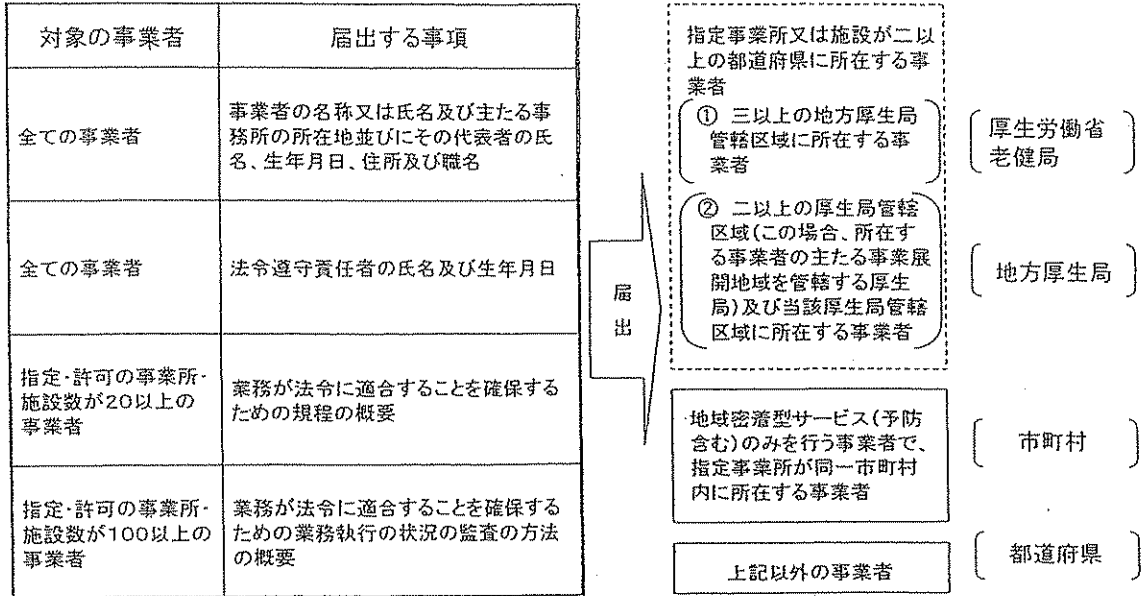 対象の事業者
届出する事項
全ての事業者
事業者の名称又は氏名及び主たる事
務所の所在地並びにその代表者の氏
名、生年月日、住所及び職名
全ての事業者
法令遵守責任者の氏名及び生年月日
指定・許可の事業所・
施設数が20以上の
事業者
業務が法令に適合することを確保する
ための規程の概要
指定・許可の事業所・
施設数が100以上の
事業者
業務が法令に適合することを確保する
ための業務執行の状況の監査の方法
の概要
届
出
指定事業所又は施設が二以
上の都道府県に所在する事
業者
① 三以上の地方厚生局
管轄区域に所在する事
業者
厚生労働省
老健局
② 二以上の厚生局管轄
区域(この場合、所在す
る事業者の主たる事業展
開地域を管轄する厚生
局)及び当該厚生局管轄
区域に所在する事業者
地方厚生局
地域密着型サービス(予防
含む)のみを行う事業者で、
指定事業所が同一市町村
内に所在する事業者
市町村
上記以外の事業者
都道府県